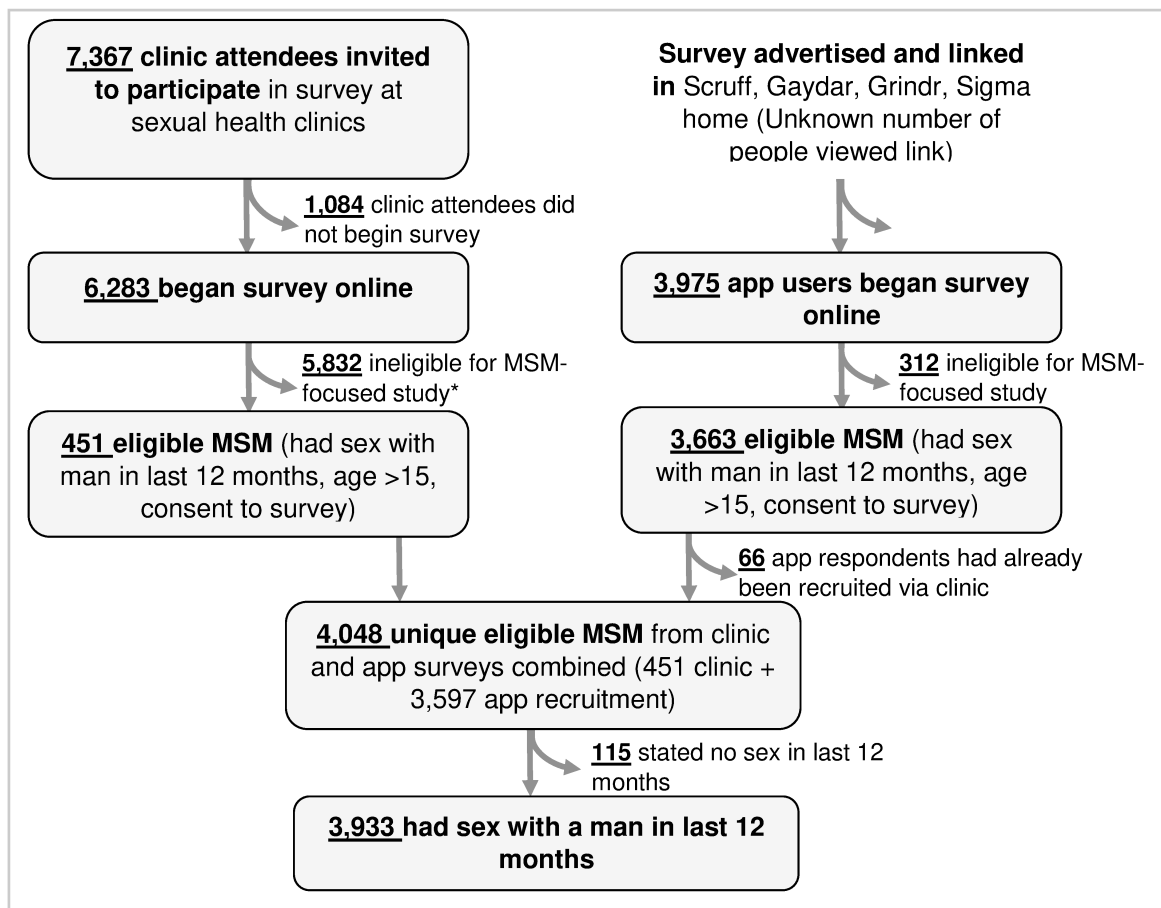 7,367 clinic attendees invited
to participate in survey at
sexual health clinics
Survey advertised and linked
in Scruff, Gaydar, Grindr, Sigma
home (Unknown number of
people viewed link)
1,084 clinic attendees did
not begin survey
6,283 began survey online
3,975 app users began survey
online
5,832 ineligible for MSM-
focused study*
312 ineligible for MSM-
focused study
451 eligible MSM (had sex with
man in last 12 months, age >15,
consent to survey)
3,663 eligible MSM (had sex
with man in last 12 months, age
>15, consent to survey)
66 app respondents had already
been recruited via clinic
4,048 unique eligible MSM from clinic
and app surveys combined (451 clinic +
3,597 app recruitment)
115 stated no sex in last 12
months
3,933 had sex with a man in last 12
months